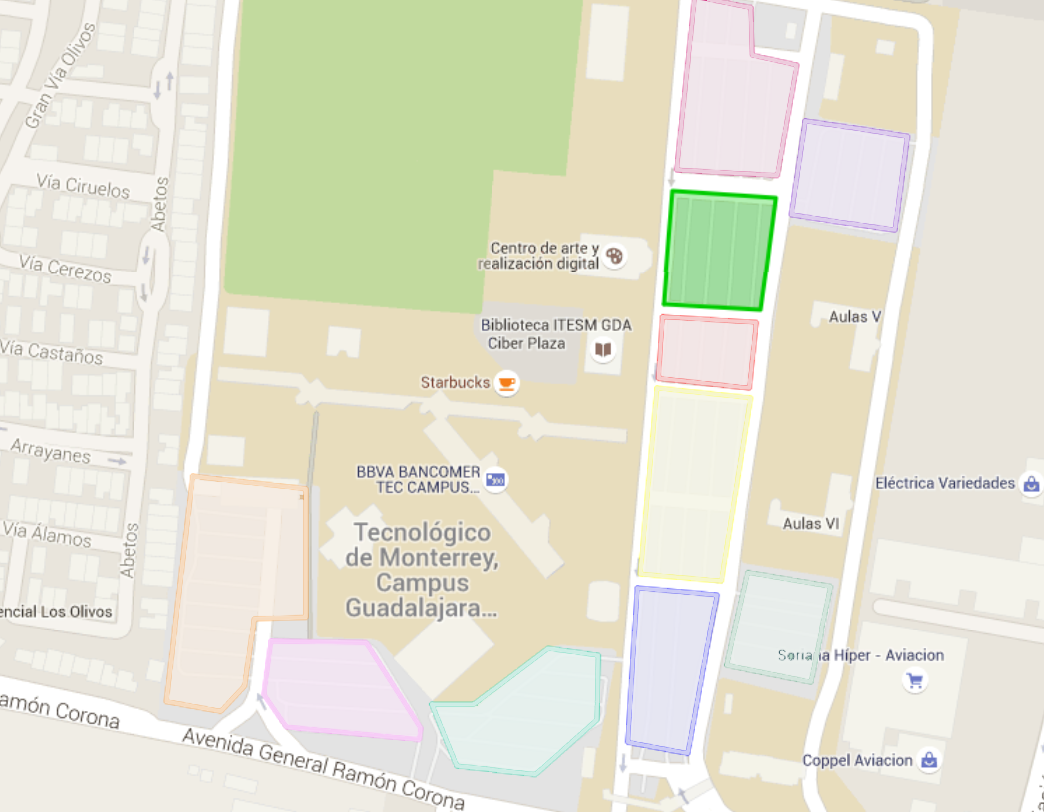 Gran Vía Olivos
Vía Ciruelos
Abetos
Centro de arte y
realización digital
Vía Cerezos
Aulas V
Biblioteca ITESM GDA
Ciber Plaza
Vía Castaños
Starbucks
Arrayanes
BBVA BANCOMER
TEC CAMPUS...
Eléctrica Variedades
Vía Álamos
Abetos
Aulas VI
Tecnológico
de Monterrey,
Campus
Guadalajara...
encial Los Olivos
Híper - Aviacion
amón Corona
Avenida General Ramón Corona
Coppel Aviacion